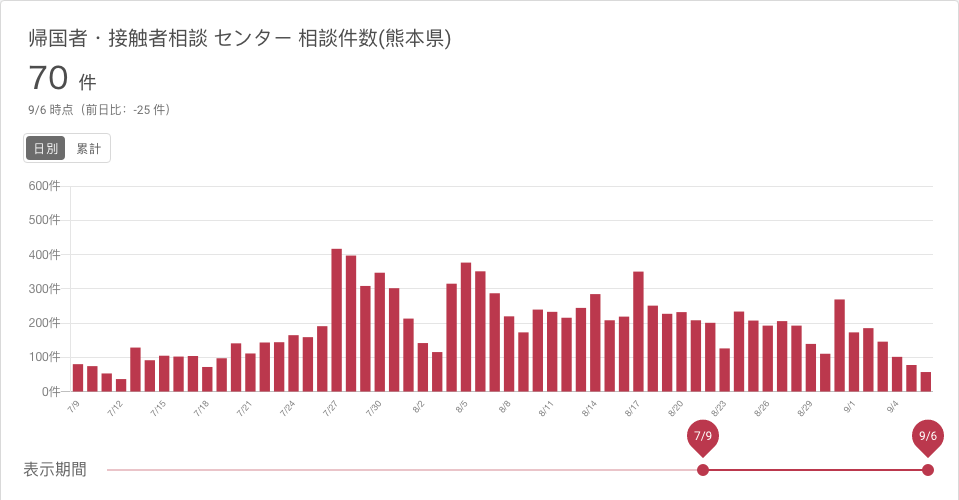 帰国者・接触者相談 センター 相談件数(熊本県)
70 件
9/6 時点（前日比：-25 件）
日別 累計
600件
500件
400件
300件
200件
100件
0件
7/9 7/12 7/15 7/18 7/21 7/24 7/27 7/30 8/2 8/5 8/8 8/11 8/14 8/17 8/20 8/23 8/26 8/29 9/1 9/4
7/9 9/6
表示期間